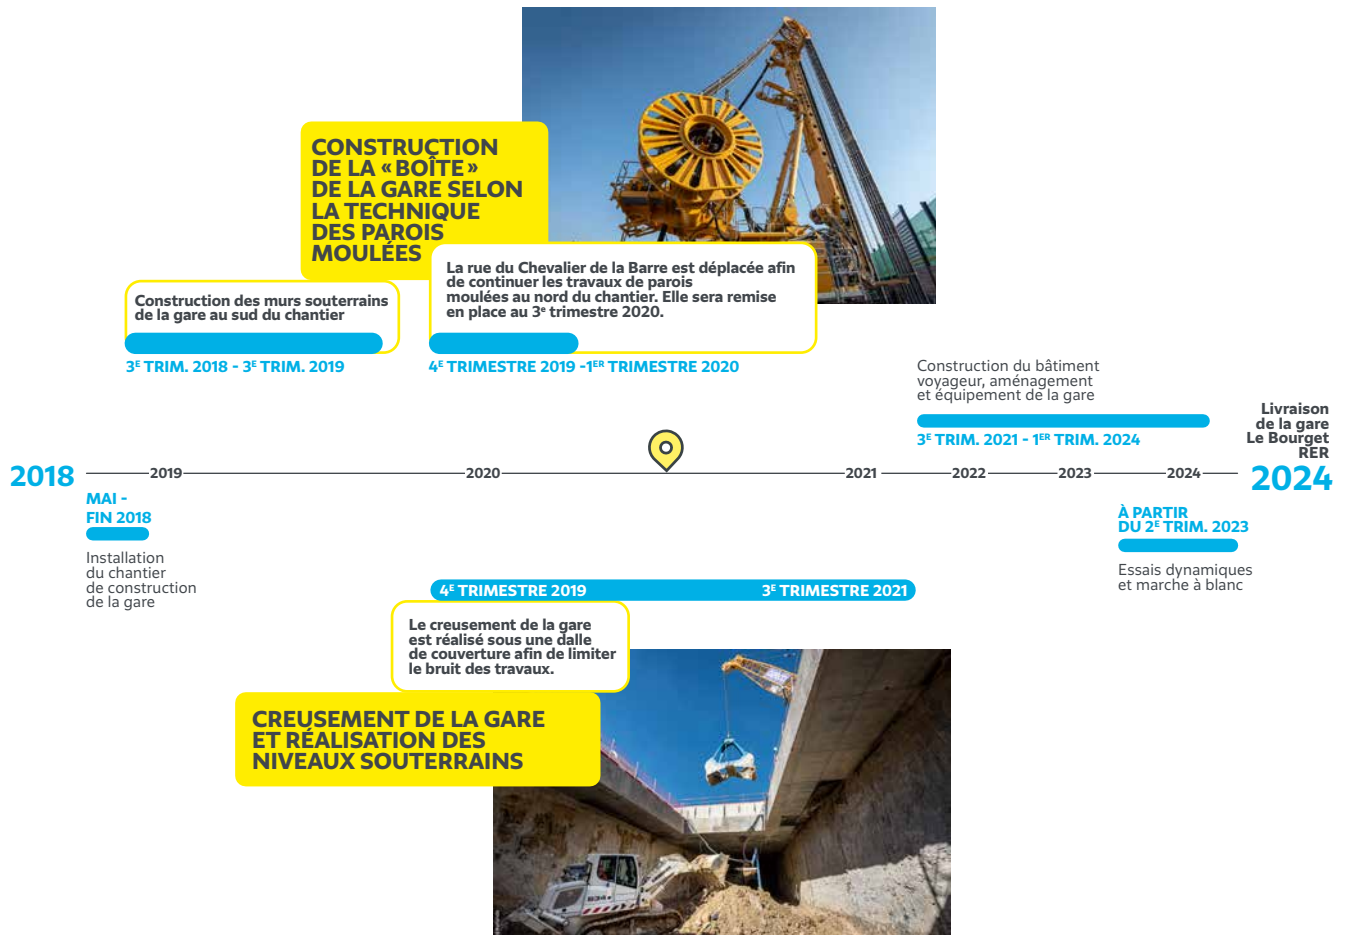 CONSTRUCTION
DE LA « BOÎTE »
DE LA GARE SELON
LA TECHNIQUE
DES PAROIS
MOULÉES
La rue du Chevalier de la Barre est déplacée afin
de continuer les travaux de parois
moulées au nord du chantier. Elle sera remise
en place au 3e trimestre 2020.
Construction des murs souterrains
de la gare au sud du chantier
3E TRIM. 2018 - 3E TRIM. 2019
4E TRIMESTRE 2019 -1ER TRIMESTRE 2020
Construction du bâtiment
voyageur, aménagement
et équipement de la gare
3E TRIM. 2021 - 1ER TRIM. 2024
Livraison
de la gare
Le Bourget
RER
2024
2018
2019
2020
2021
2022
2023
2024
MAI -
FIN 2018
Installation
du chantier
de construction
de la gare
À PARTIR
DU 2E TRIM. 2023
Essais dynamiques
et marche à blanc
4E TRIMESTRE 2019
3E TRIMESTRE 2021
Le creusement de la gare
est réalisé sous une dalle
de couverture afin de limiter
le bruit des travaux.
CREUSEMENT DE LA GARE
ET RÉALISATION DES
NIVEAUX SOUTERRAINS